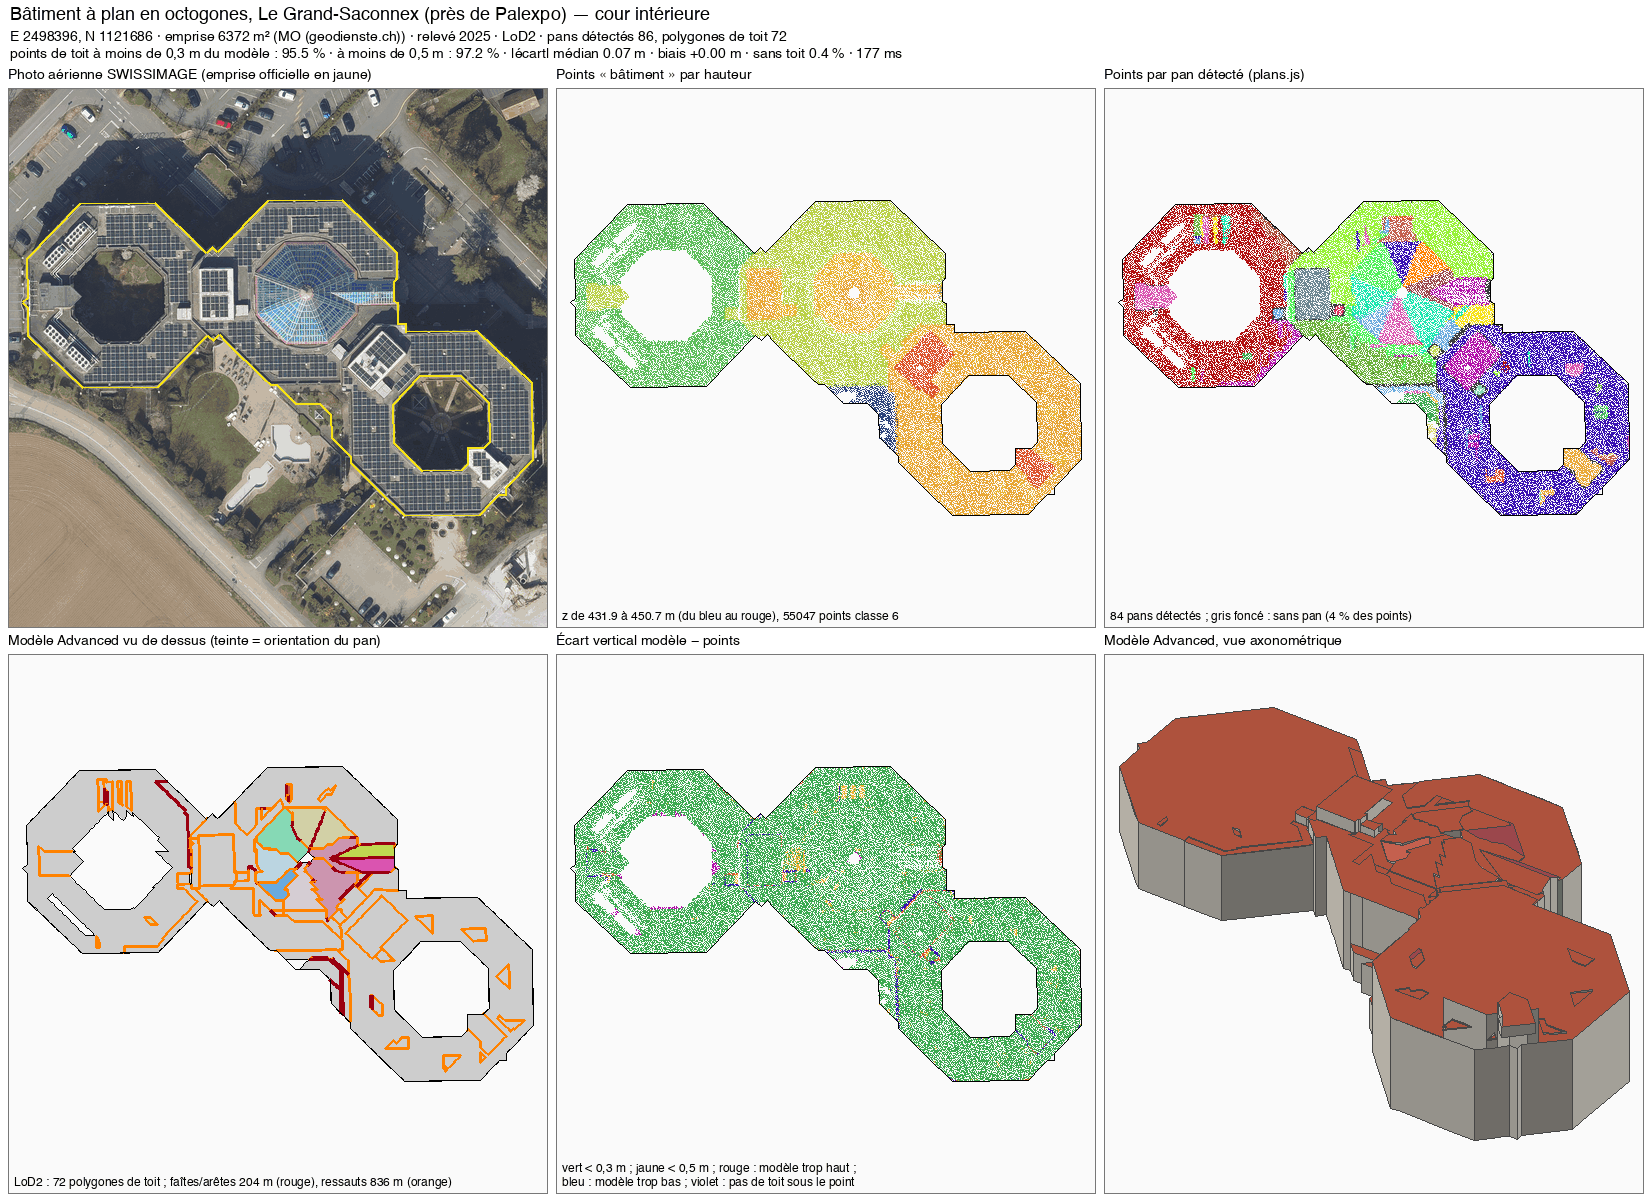 Bâtiment à plan en octogones, Le Grand-Saconnex (près de Palexpo) — cour intérieure
E 2498396, N 1121686 · emprise 6372 m² (MO (geodienste.ch)) · relevé 2025 · LoD2 · pans détectés 86, polygones de toit 72
points de toit à moins de 0,3 m du modèle : 95.5 % · à moins de 0,5 m : 97.2 % · |écart| médian 0.07 m · biais +0.00 m · sans toit 0.4 % · 177 ms
Photo aérienne SWISSIMAGE (emprise officielle en jaune)
Points « bâtiment » par hauteur
Points par pan détecté (plans.js)
z de 431.9 à 450.7 m (du bleu au rouge), 55047 points classe 6
84 pans détectés ; gris foncé : sans pan (4 % des points)
Modèle Advanced vu de dessus (teinte = orientation du pan)
Écart vertical modèle − points
Modèle Advanced, vue axonométrique
LoD2 : 72 polygones de toit ; faîtes/arêtes 204 m (rouge), ressauts 836 m (orange)
vert < 0,3 m ; jaune < 0,5 m ; rouge : modèle trop haut ;
bleu : modèle trop bas ; violet : pas de toit sous le point